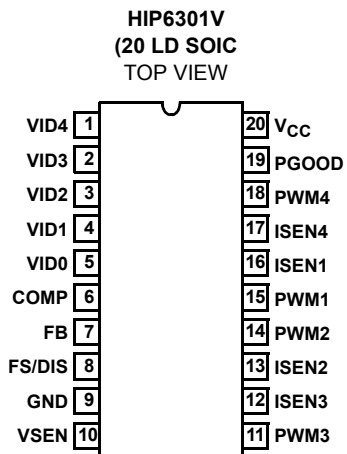 HIP6301V
(20 LD SOIC
TOP VIEW
VID4 1
VID3 2
VID2 3
VID1 4
VID0 5
COMP 6
FB 7
FS/DIS 8
GND 9
VSEN 10
20 VCC
19 PGOOD
18 PWM4
17 ISEN4
16 ISEN1
15 PWM1
14 PWM2
13 ISEN2
12 ISEN3
11 PWM3